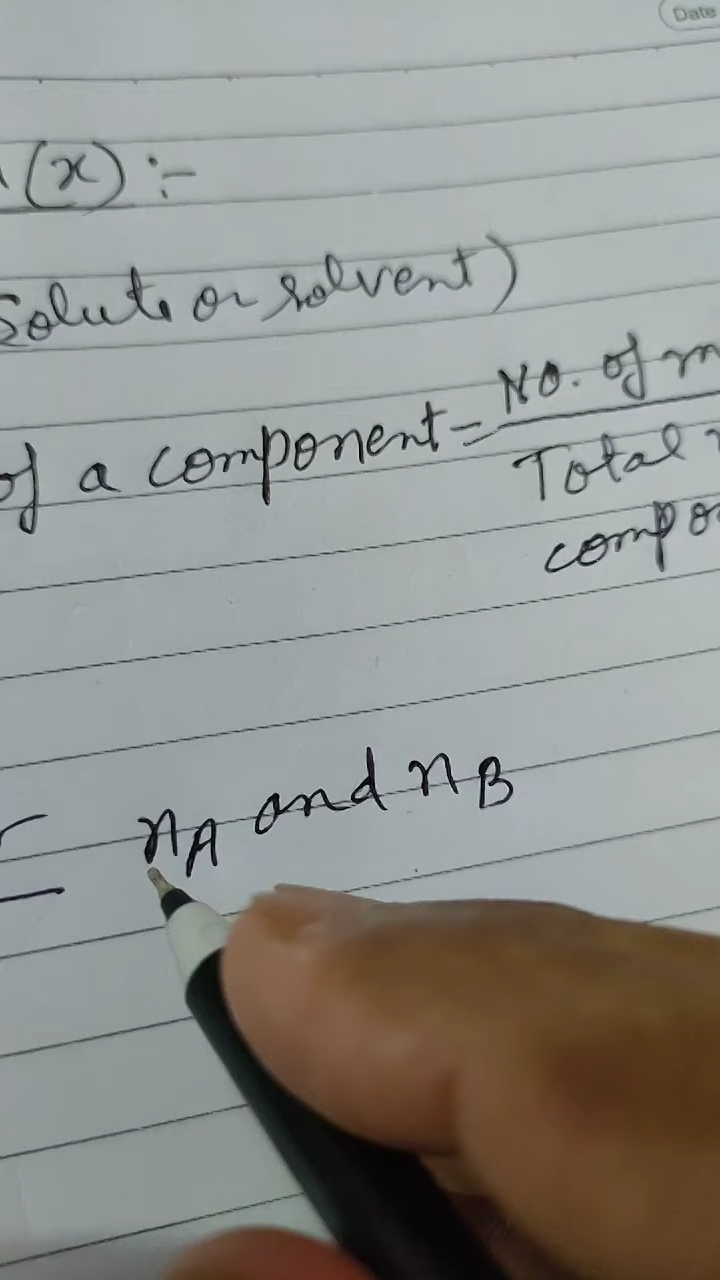 Date
(x) :-
Solute or solvent)
of a component = No. of m
Total
compo
nA and nB